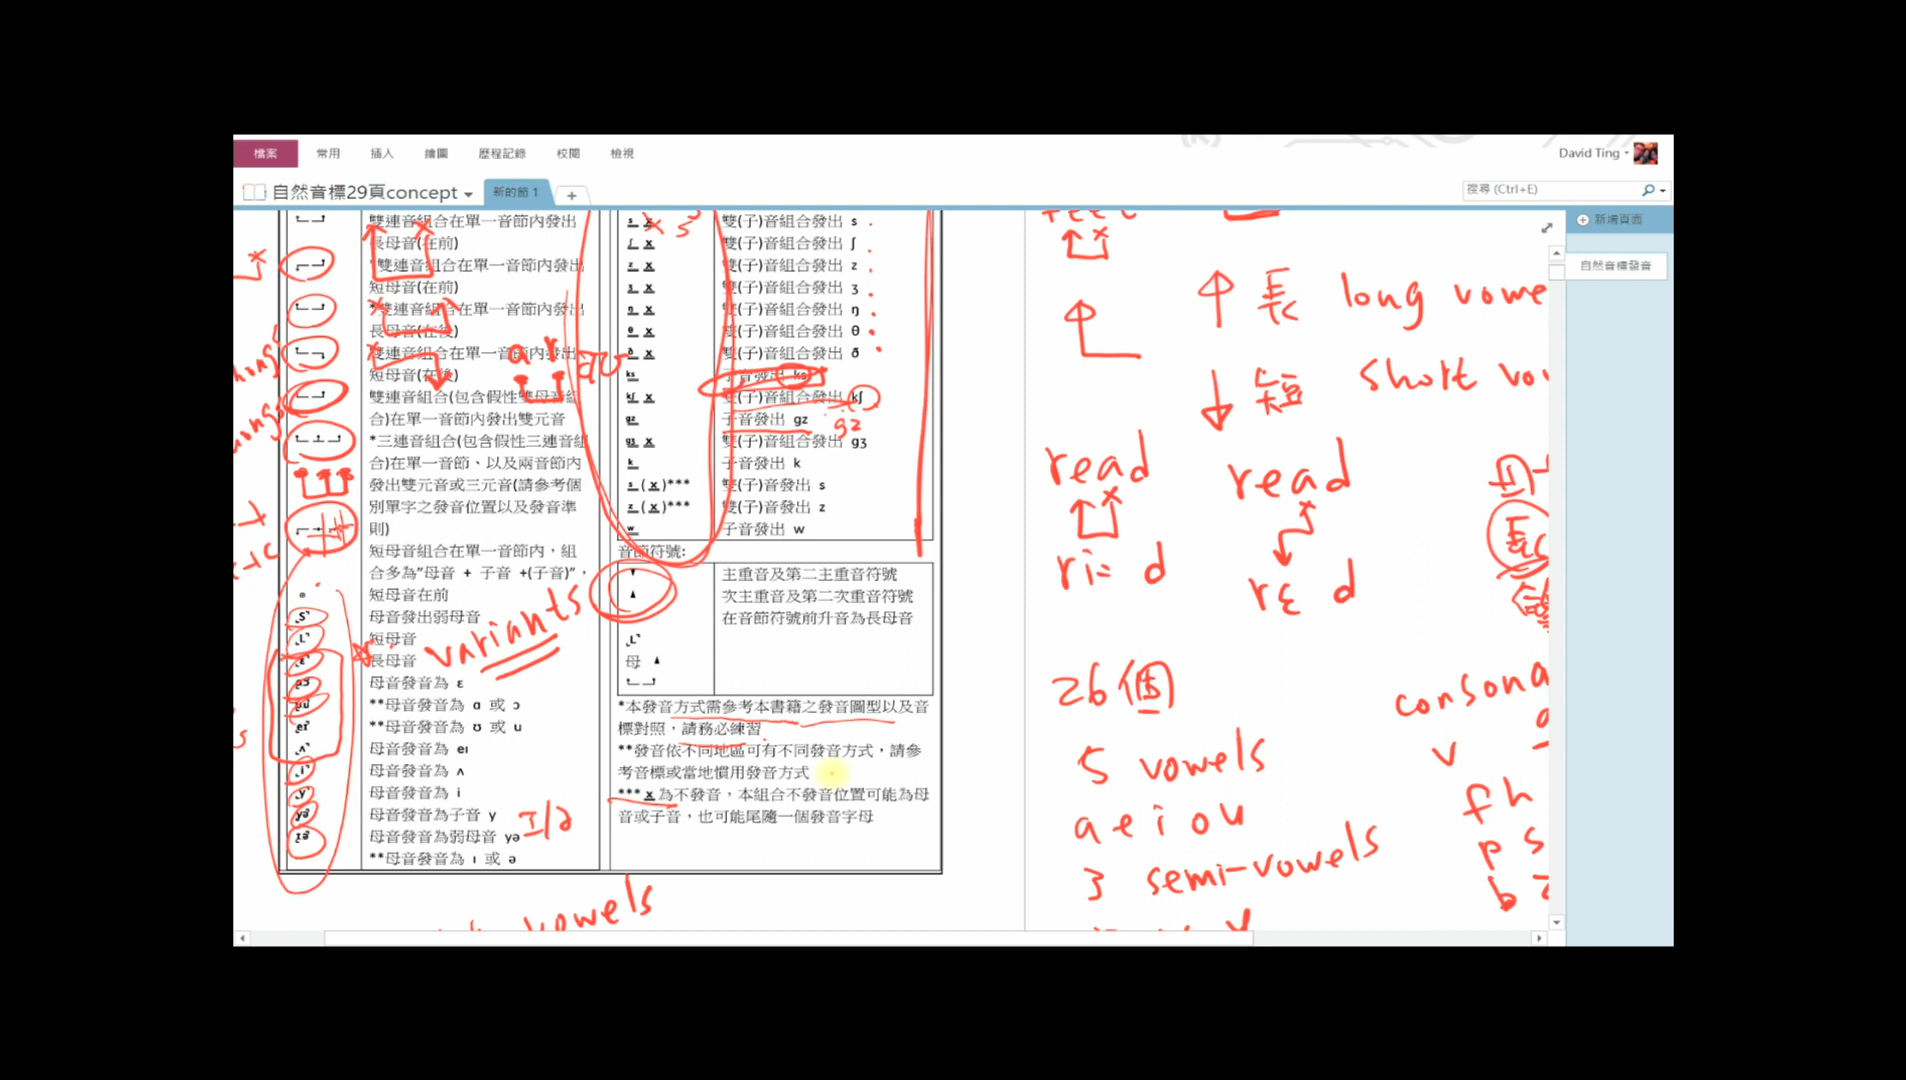 檔案 常用 插入 繪圖 歷程記錄 校閱 檢視
David Ting
自然音標29頁concept
新的節 1
搜尋 (Ctrl+E)
新增頁面
自然音標發音
雙連音組合在單一音節內發出
長母音(在前)
*雙連音組合在單一音節內發出
短母音(在前)
*雙連音組合在單一音節內發出
長母音(在後)
雙連音組合在單一音節內發出
短母音(在後)
雙連音組合(包含假性雙母音組
合)在單一音節內發出雙元音
*三連音組合(包含假性三連音組
合)在單一音節、以及兩音節內
發出雙元音或三元音(請參考個
別單字之發音位置以及發音準
則)
短母音組合在單一音節內，組
合多為"母音 + 子音 +(子音)"，
短母音在前
母音發出弱母音
短母音
長母音
母音發音為 ɛ
**母音發音為 ɑ 或 ɔ
**母音發音為 ʊ 或 u
母音發音為 eɪ
母音發音為 ʌ
母音發音為 i
母音發音為子音 y
母音發音為弱母音 yə
**母音發音為 ɪ 或 ə
a r
variants
I/ə
vowels
s x 雙(子)音組合發出 s
ʃ x 雙(子)音組合發出 ʃ
z x 雙(子)音組合發出 z
ʒ x 雙(子)音組合發出 ʒ
ŋ x 雙(子)音組合發出 ŋ
θ x 雙(子)音組合發出 θ
ð x 雙(子)音組合發出 ð
ks 子音發出 ks
kʃ x 雙(子)音組合發出 kʃ
gz 子音發出 gz
gz
gʒ x 雙(子)音組合發出 gʒ
k 子音發出 k
s (x)*** 雙(子)音發出 s
z (x)*** 雙(子)音發出 z
w 子音發出 w
音節符號:
▼ 主重音及第二主重音符號
▲ 次主重音及第二次重音符號
在音節符號前升音為長母音
L
母 ▲
*本發音方式需參考本書籍之發音圖型以及音
標對照，請務必練習
**發音依不同地區可有不同發音方式，請參
考音標或當地慣用發音方式
*** x 為不發音，本組合不發音位置可能為母
音或子音，也可能尾隨一個發音字母
長 long vowe
短 short vo
read
read
ri= d
rɛ d
26個
5 vowels
a e i o u
3 semi-vowels
consona
v
f h
p s
b z